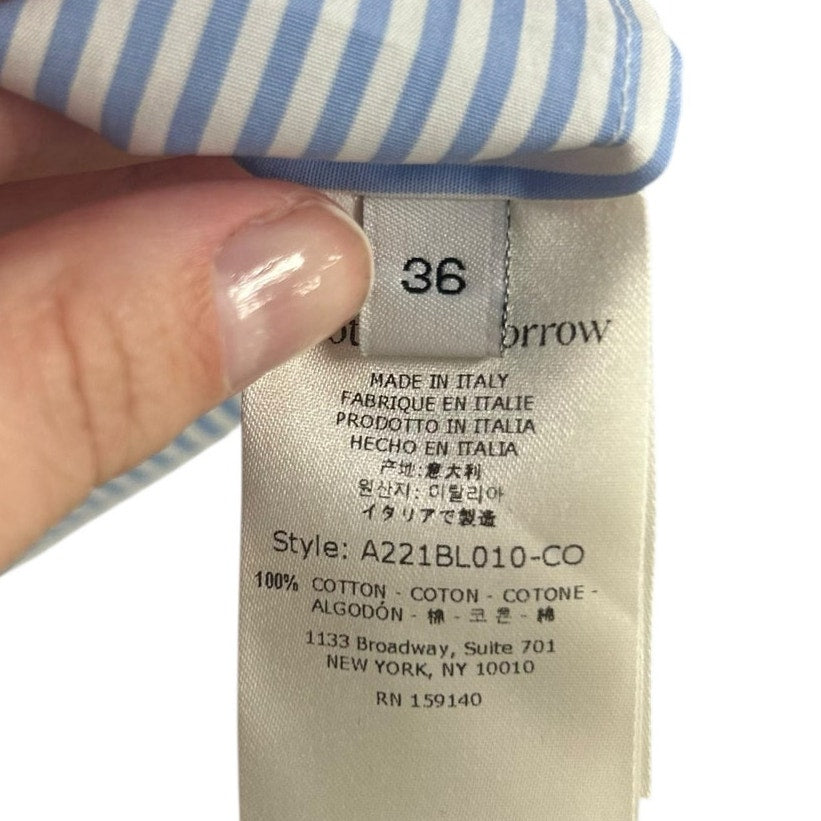 36
MADE IN ITALY
FABRIQUE EN ITALIE
PRODOTTO IN ITALIA
HECHO EN ITALIA
产地:意大利
원산지: 이탈리아
イタリアで製造
Style: A221BL010-CO
100% COTTON - COTON - COTONE -
ALGODÓN - 棉 - 코튼 - 綿
1133 Broadway, Suite 701
NEW YORK, NY 10010
RN 159140